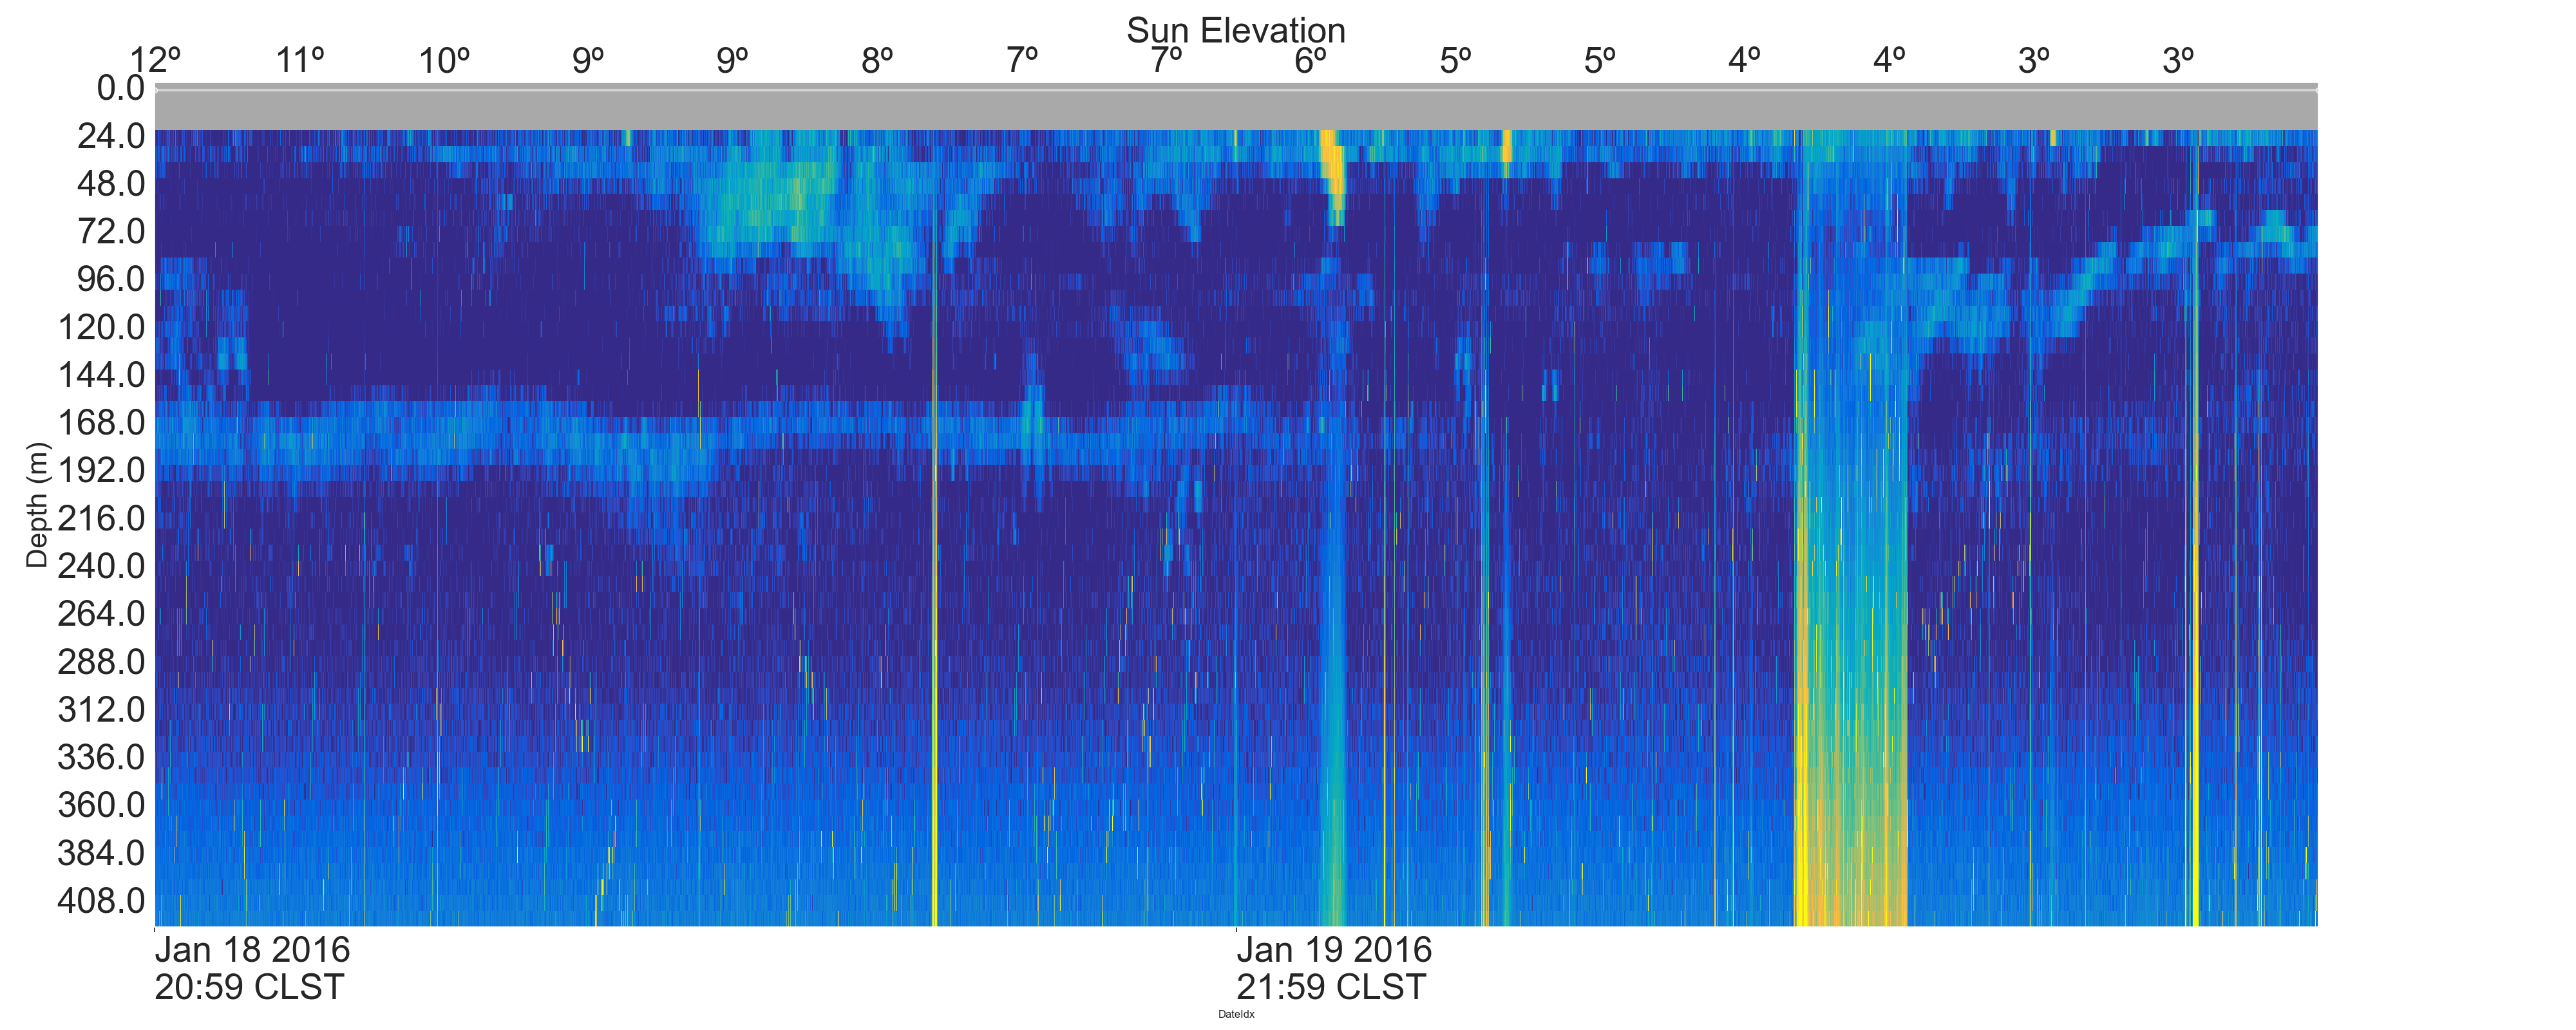 Sun Elevation
12º 11º 10º 9º 9º 8º 7º 7º 6º 5º 5º 4º 4º 3º 3º
0.0
24.0
48.0
72.0
96.0
120.0
144.0
168.0
192.0
216.0
240.0
264.0
288.0
312.0
336.0
360.0
384.0
408.0
Depth (m)
Jan 18 2016
20:59 CLST
Jan 19 2016
21:59 CLST
DateIdx